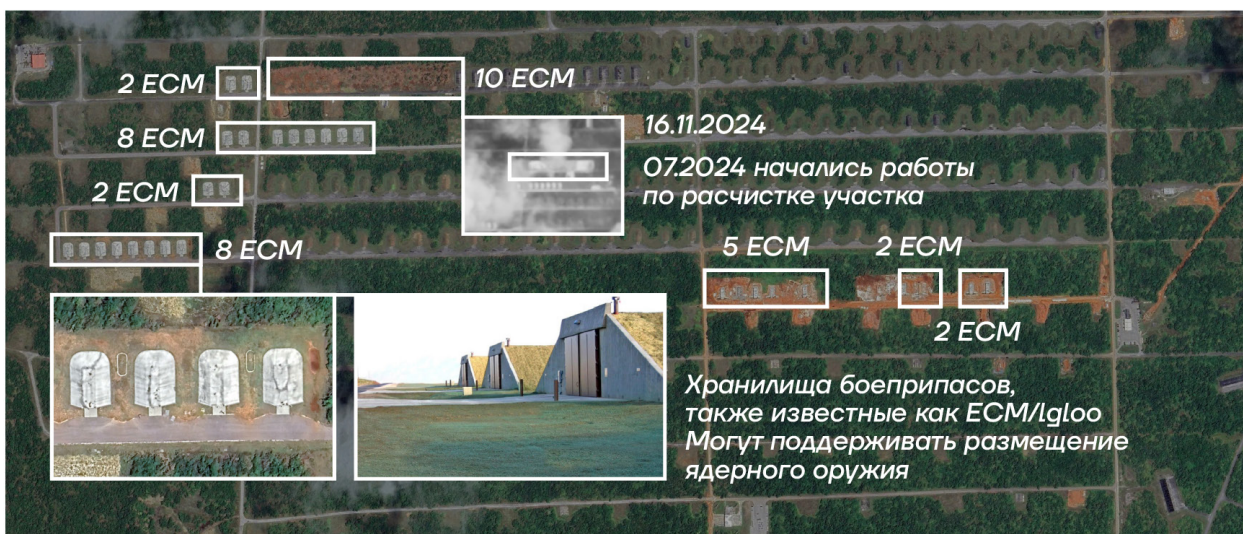 2 ECM
10 ECM
8 ECM
16.11.2024
07.2024 начались работы
по расчистке участка
2 ECM
8 ECM
5 ECM
2 ECM
2 ECM
Хранилища боеприпасов,
также известные как ECM/Igloo
Могут поддерживать размещение
ядерного оружия